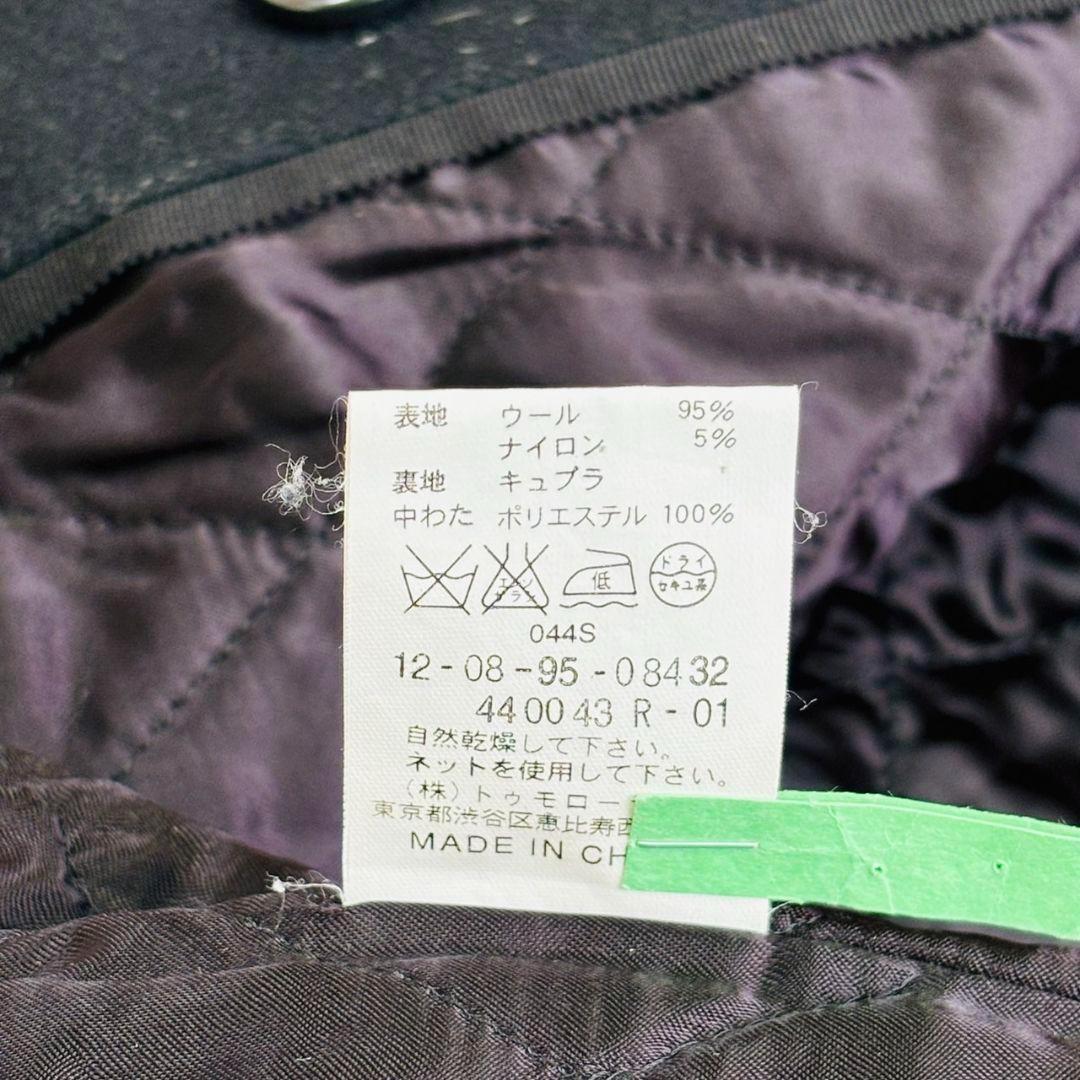 表地 ウール 95%
ナイロン 5%
裏地 キュプラ
中わた ポリエステル 100%
エンソ サラシ 低 ドライ セキユ系
044S
12-08-95-08432
440043 R-01
自然乾燥して下さい。
ネットを使用して下さい。
(株)トゥモロー
東京都渋谷区恵比寿西
MADE IN CH